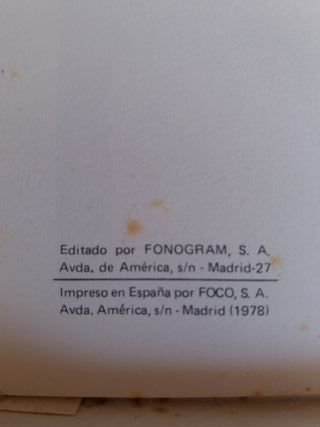 Editado por FONOGRAM, S. A.
Avda. de América, s/n - Madrid-27
Impreso en España por FOCO, S. A.
Avda. América, s/n - Madrid (1978)